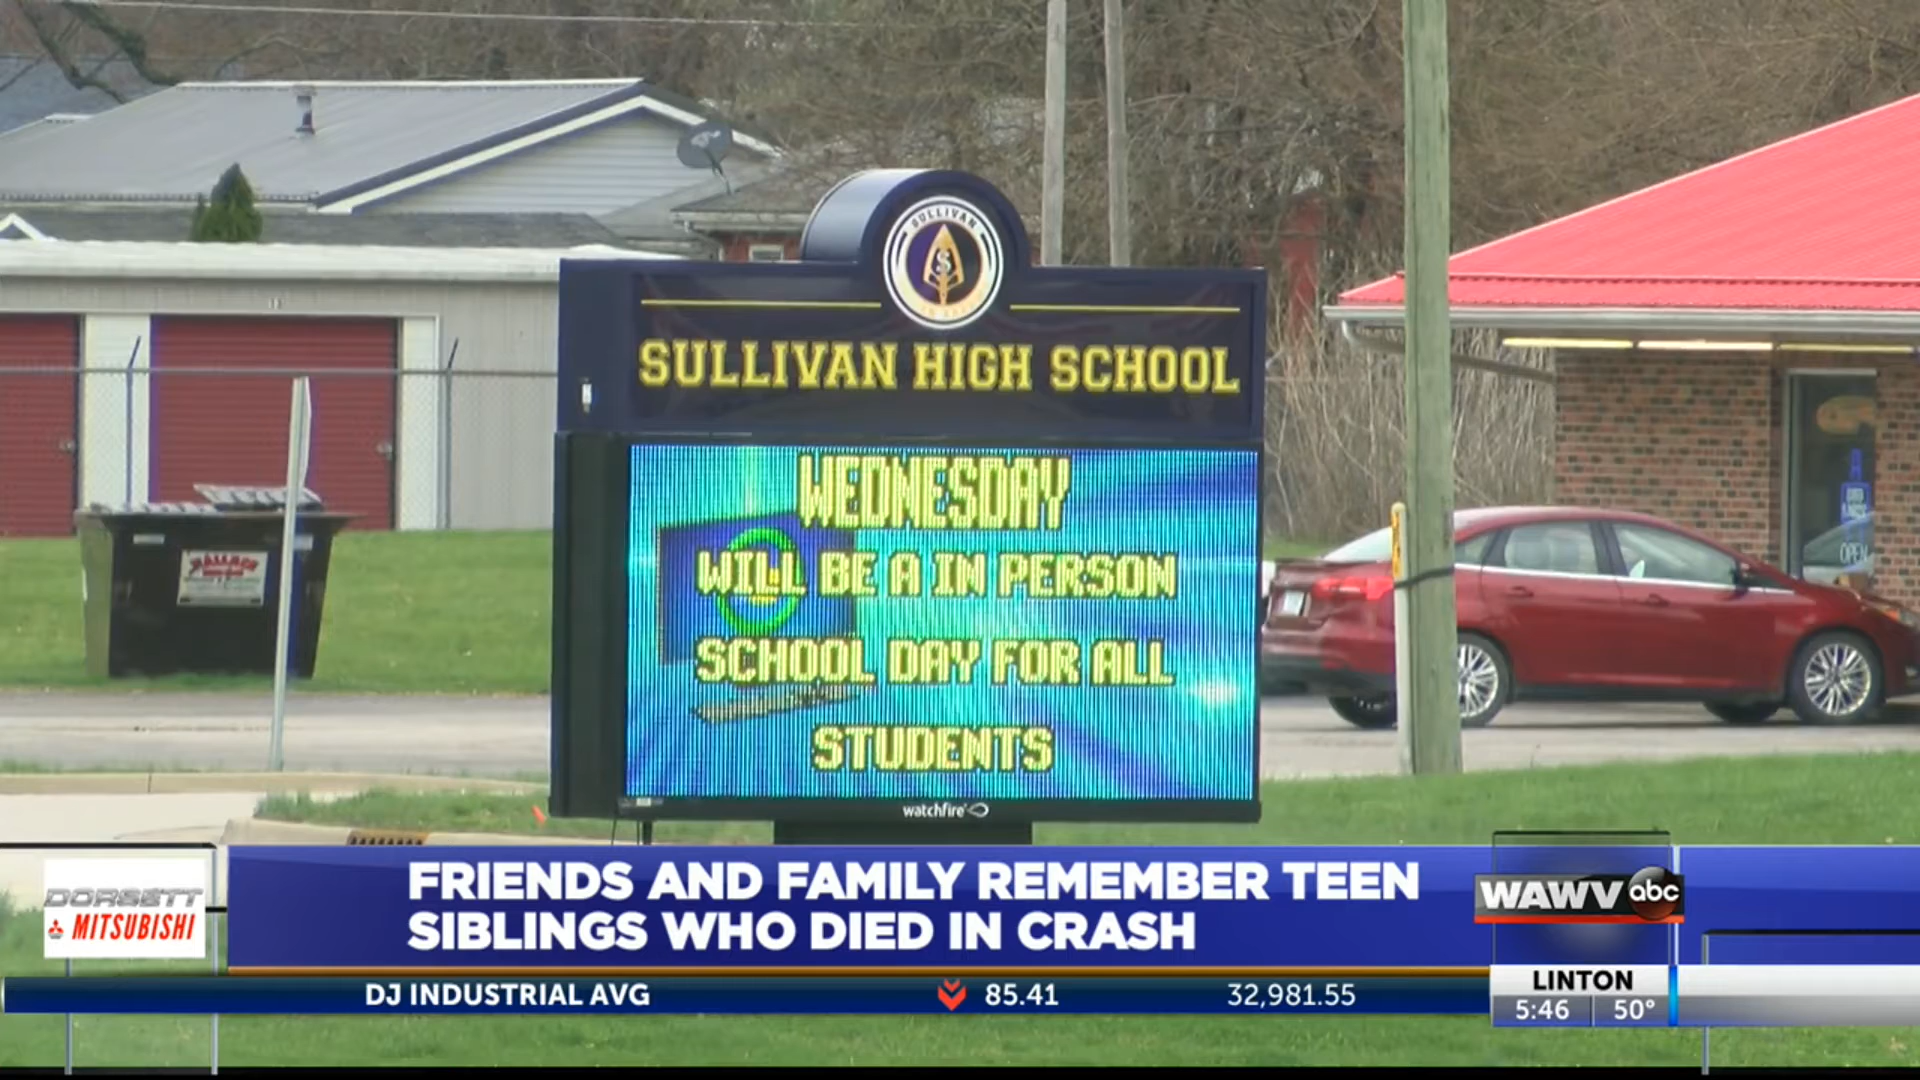 SULLIVAN
S
SULLIVAN HIGH SCHOOL
WEDNESDAY
WILL BE A IN PERSON
SCHOOL DAY FOR ALL
STUDENTS
watchfire
OPEN
FRIENDS AND FAMILY REMEMBER TEEN
SIBLINGS WHO DIED IN CRASH
DORSETT
MITSUBISHI
WAWV abc
DJ INDUSTRIAL AVG 85.41 32,981.55
LINTON
5:46 50°